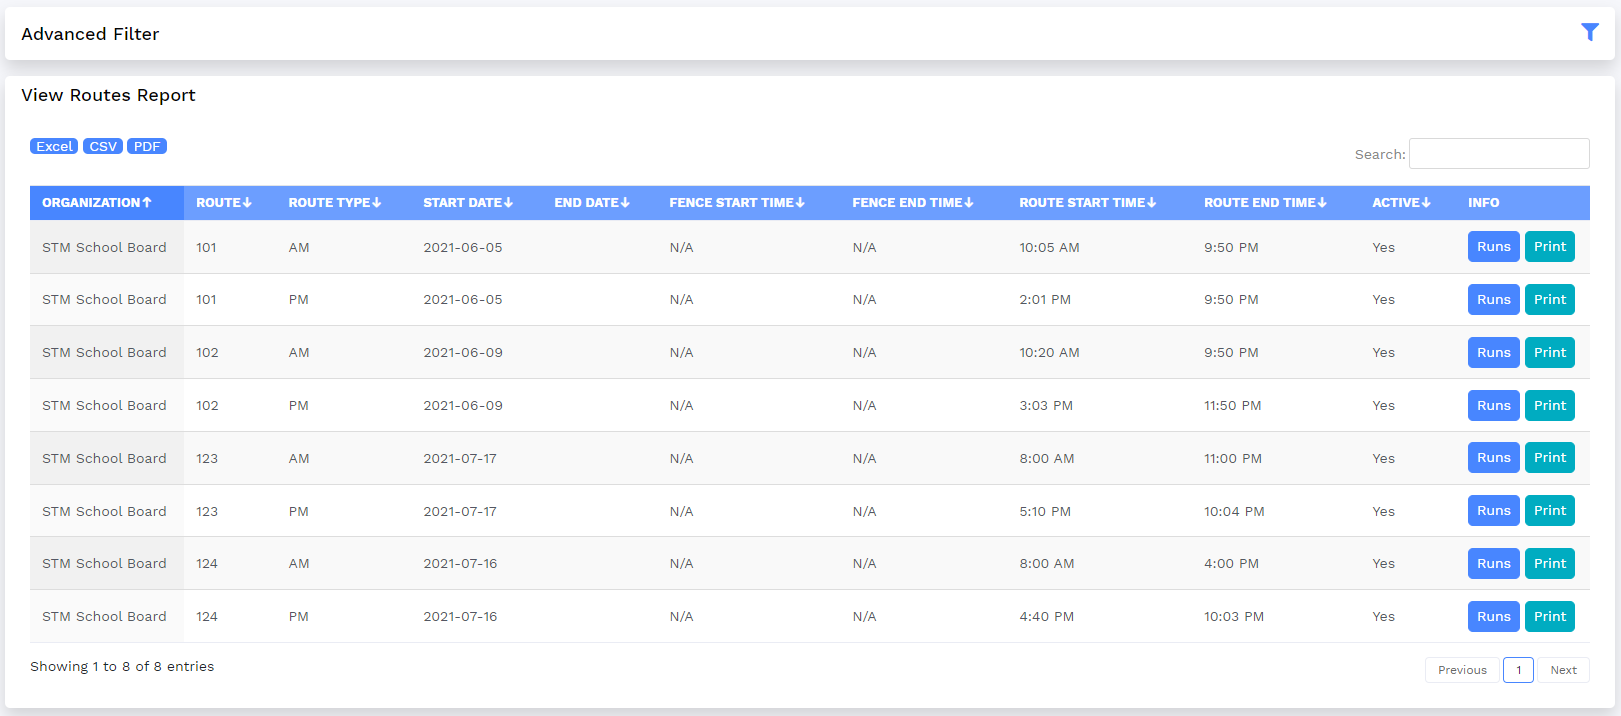 Advanced Filter
View Routes Report
Excel CSV PDF
Search:
ORGANIZATION↑ ROUTE↓ ROUTE TYPE↓ START DATE↓ END DATE↓ FENCE START TIME↓ FENCE END TIME↓ ROUTE START TIME↓ ROUTE END TIME↓ ACTIVE↓ INFO
STM School Board 101 AM 2021-06-05 N/A N/A 10:05 AM 9:50 PM Yes Runs Print
STM School Board 101 PM 2021-06-05 N/A N/A 2:01 PM 9:50 PM Yes Runs Print
STM School Board 102 AM 2021-06-09 N/A N/A 10:20 AM 9:50 PM Yes Runs Print
STM School Board 102 PM 2021-06-09 N/A N/A 3:03 PM 11:50 PM Yes Runs Print
STM School Board 123 AM 2021-07-17 N/A N/A 8:00 AM 11:00 PM Yes Runs Print
STM School Board 123 PM 2021-07-17 N/A N/A 5:10 PM 10:04 PM Yes Runs Print
STM School Board 124 AM 2021-07-16 N/A N/A 8:00 AM 4:00 PM Yes Runs Print
STM School Board 124 PM 2021-07-16 N/A N/A 4:40 PM 10:03 PM Yes Runs Print
Showing 1 to 8 of 8 entries
Previous 1 Next